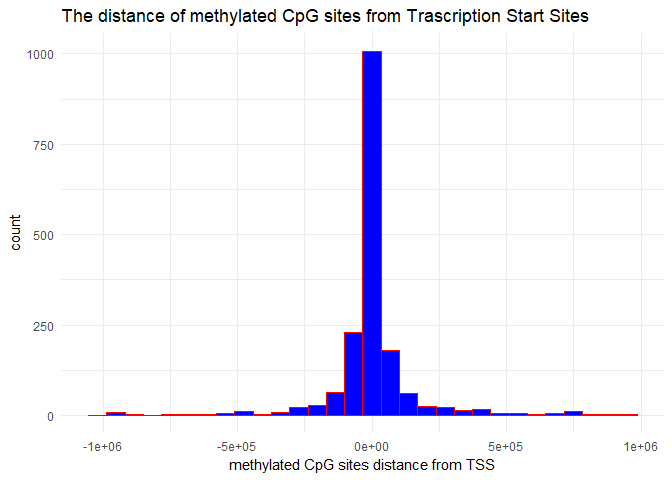 The distance of methylated CpG sites from Trascription Start Sites
1000
750
500
250
0
count
-1e+06
-5e+05
0e+00
5e+05
1e+06
methylated CpG sites distance from TSS